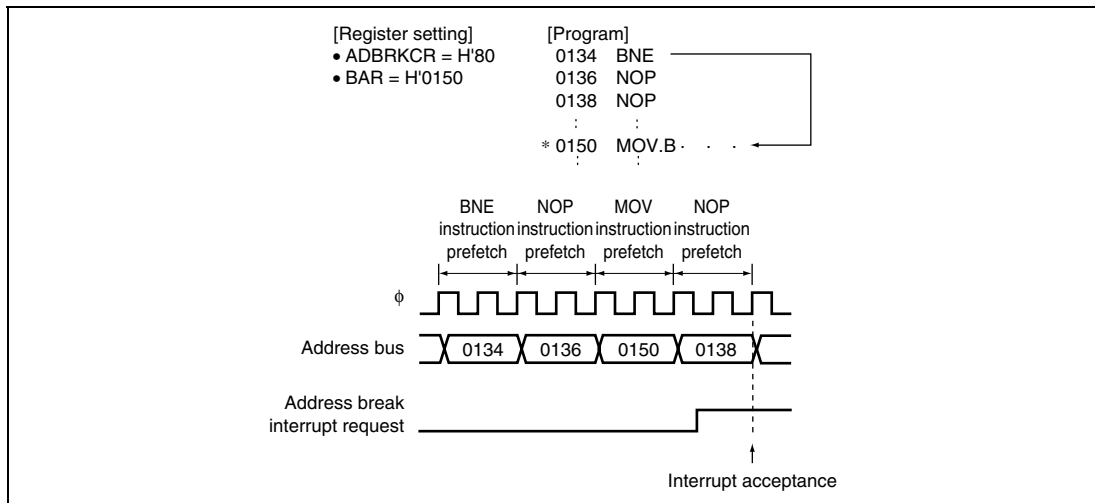 [Register setting]
• ADBRKCR = H'80
• BAR = H'0150
[Program]
0134 BNE
0136 NOP
0138 NOP
: :
* 0150 MOV.B . . .
: :
BNE instruction prefetch
NOP instruction prefetch
MOV instruction prefetch
NOP instruction prefetch
φ
Address bus
0134 0136 0150 0138
Address break
interrupt request
Interrupt acceptance